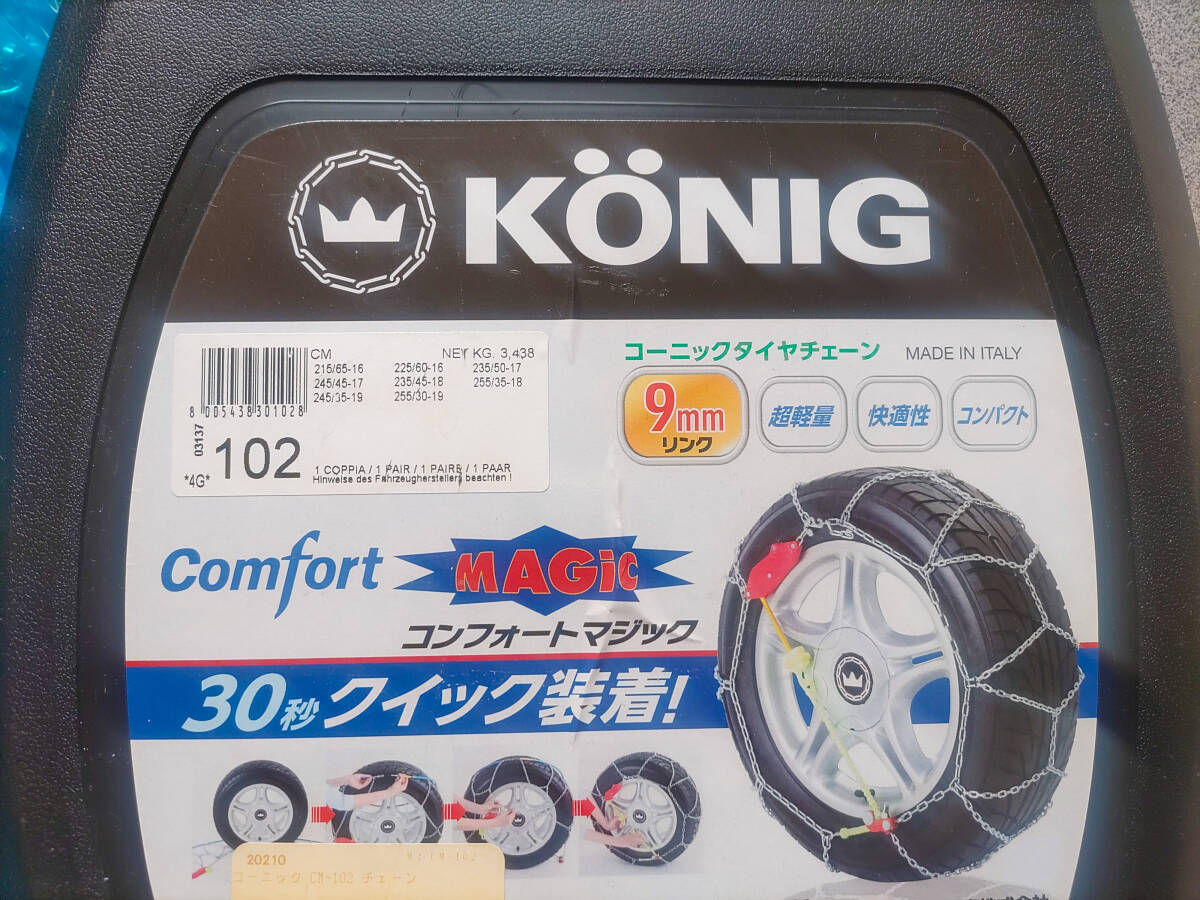 KÖNIG
CM NET KG. 3,438
215/65-16 225/60-16 235/50-17
245/45-17 235/45-18 255/35-18
245/35-19 255/30-19
8 005438 301028
03137
*4G* 102
1 COPPIA / 1 PAIR / 1 PAIRE / 1 PAAR
Hinweise des Fahrzeugherstellers beachten !
コーニックタイヤチェーン MADE IN ITALY
9mm
リンク
超軽量
快適性
コンパクト
Comfort MAGiC
コンフォートマジック
30秒クイック装着!
20210 M:CM-102
コーニック CM-102 チェーン